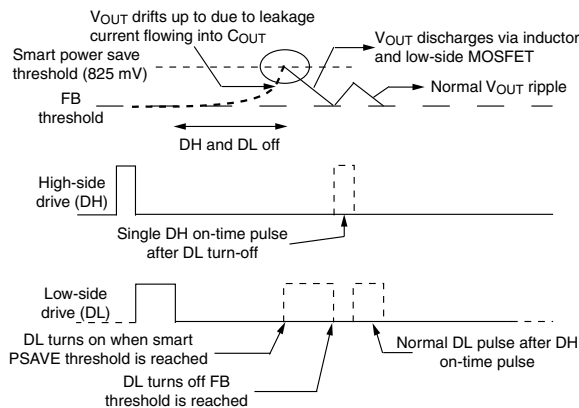 VOUT drifts up to due to leakage
current flowing into COUT
Smart power save
threshold (825 mV)
FB
threshold
VOUT discharges via inductor
and low-side MOSFET
Normal VOUT ripple
DH and DL off
High-side
drive (DH)
Single DH on-time pulse
after DL turn-off
Low-side
drive (DL)
DL turns on when smart
PSAVE threshold is reached
DL turns off FB
threshold is reached
Normal DL pulse after DH
on-time pulse